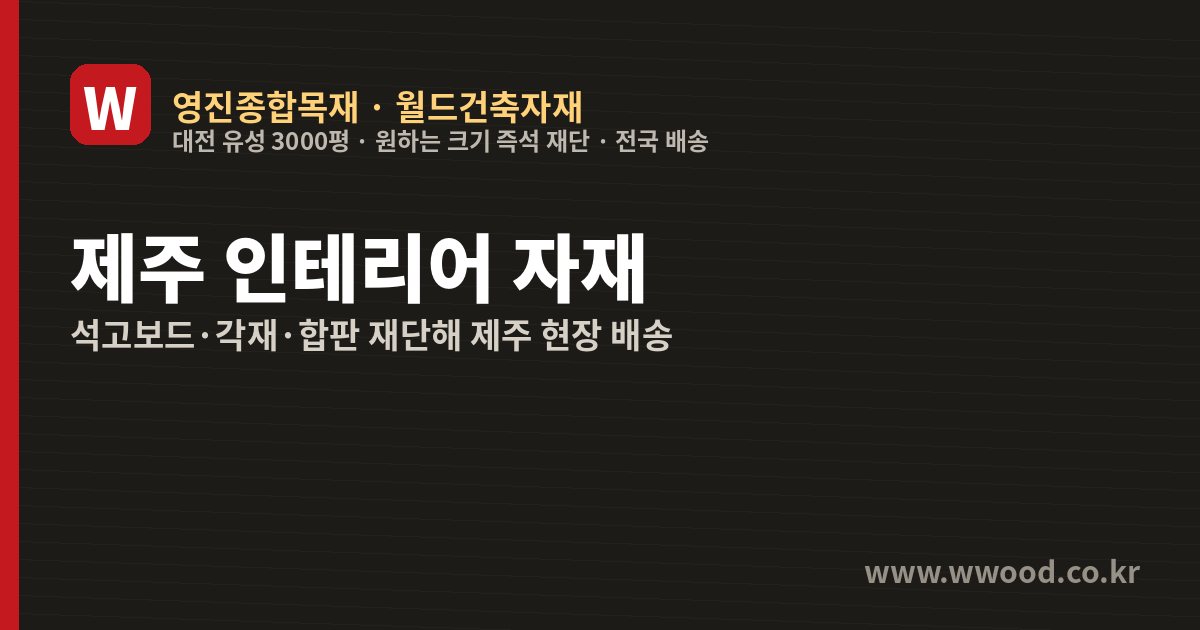 W
영진종합목재 · 월드건축자재
대전 유성 3000평 · 원하는 크기 즉석 재단 · 전국 배송
제주 인테리어 자재
석고보드·각재·합판 재단해 제주 현장 배송
www.wwood.co.kr